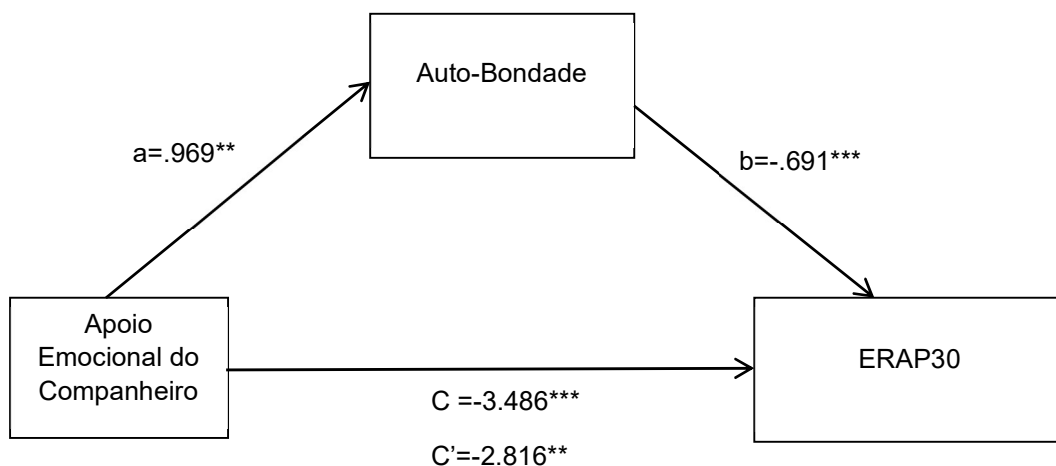 Auto-Bondade
a=.969**
b=-.691***
Apoio
Emocional do
Companheiro
ERAP30
C =-3.486***
C’=-2.816**